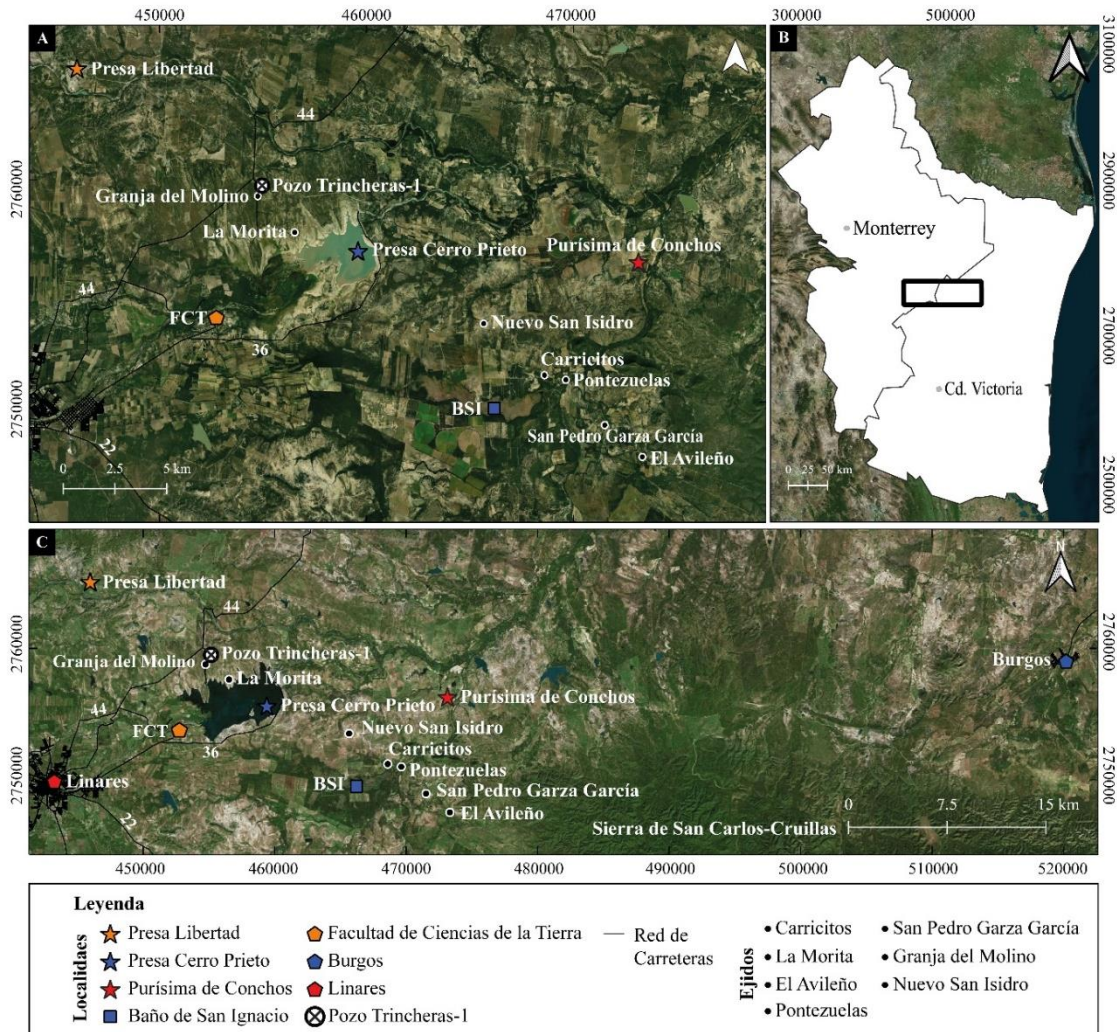 450000
460000
470000
300000
500000
A
Presa Libertad
44
Pozo Trincheras-1
Granja del Molino
La Morita
Presa Cerro Prieto
Purísima de Conchos
44
FCT
36
Nuevo San Isidro
Carricitos
Pontezuelas
BSI
San Pedro Garza García
El Avileño
22
0 2.5 5 km
2760000
2750000
B
Monterrey
Cd. Victoria
0 25 50 km
3100000
2900000
2700000
2500000
C
N
Presa Libertad
44
Pozo Trincheras-1
Granja del Molino
La Morita
Presa Cerro Prieto
Purísima de Conchos
Burgos
44
FCT
36
Nuevo San Isidro
Carricitos
Pontezuelas
Linares
BSI
San Pedro Garza García
El Avileño
22
0 7.5 15 km
Sierra de San Carlos-Cruillas
2760000
2750000
2760000
2750000
450000
460000
470000
480000
490000
500000
510000
520000
Leyenda
Localidaes
Presa Libertad
Presa Cerro Prieto
Purísima de Conchos
Baño de San Ignacio
Facultad de Ciencias de la Tierra
Burgos
Linares
Pozo Trincheras-1
Red de
Carreteras
Ejidos
Carricitos
La Morita
El Avileño
Pontezuelas
San Pedro Garza García
Granja del Molino
Nuevo San Isidro